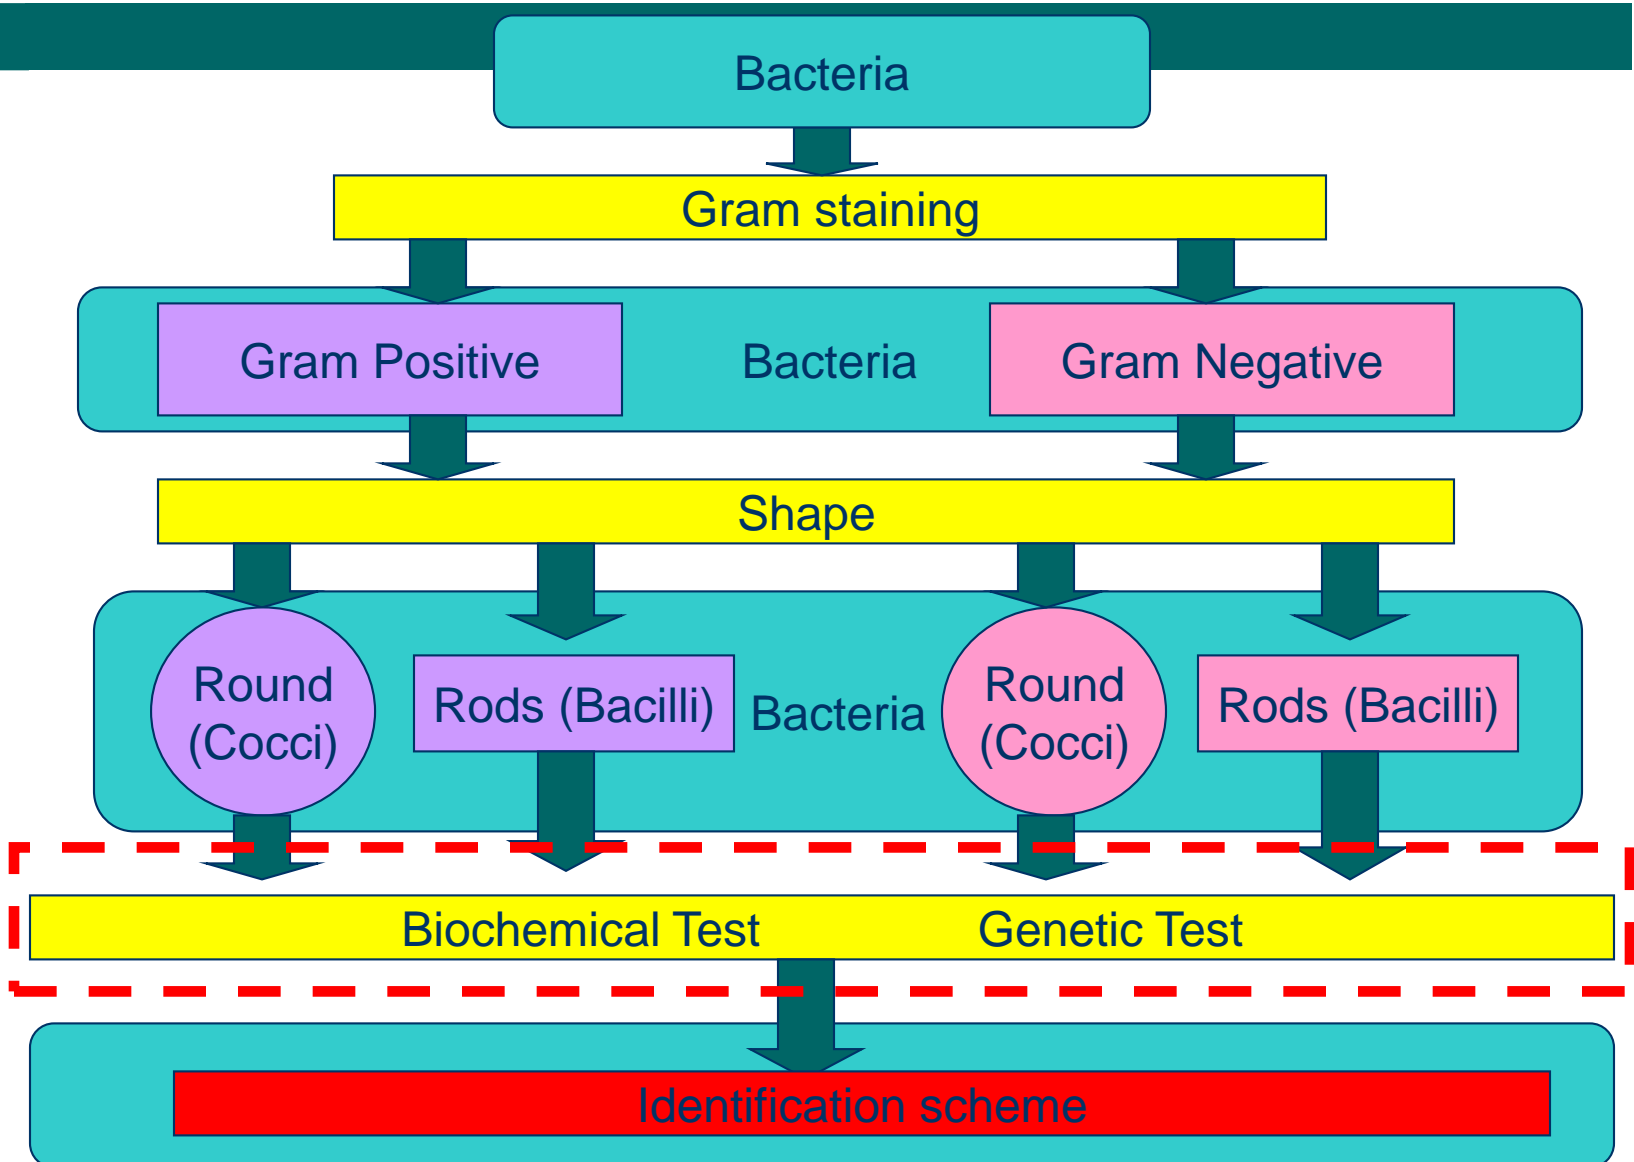 Bacteria
Gram staining
Gram Positive
Bacteria
Gram Negative
Shape
Round
(Cocci)
Rods (Bacilli)
Bacteria
Round
(Cocci)
Rods (Bacilli)
Biochemical Test
Genetic Test
Identification scheme